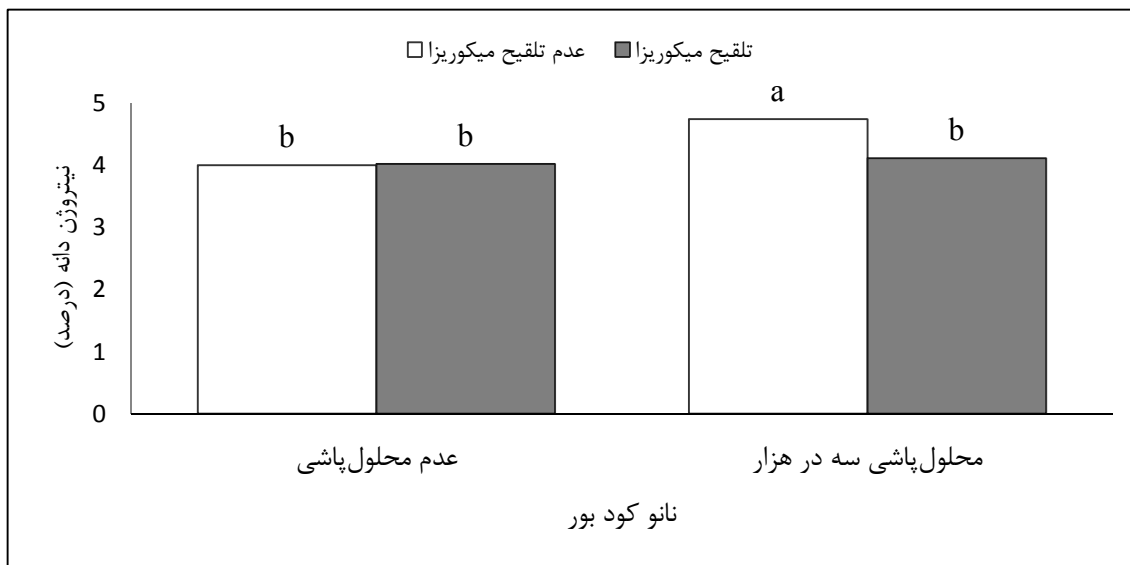 عدم تلقیح میکوریزا تلقیح میکوریزا
a
b b b
5
4
3
2
1
0
نیتروژن دانه (درصد)
عدم محلول‌پاشی محلول‌پاشی سه در هزار
نانو کود بور